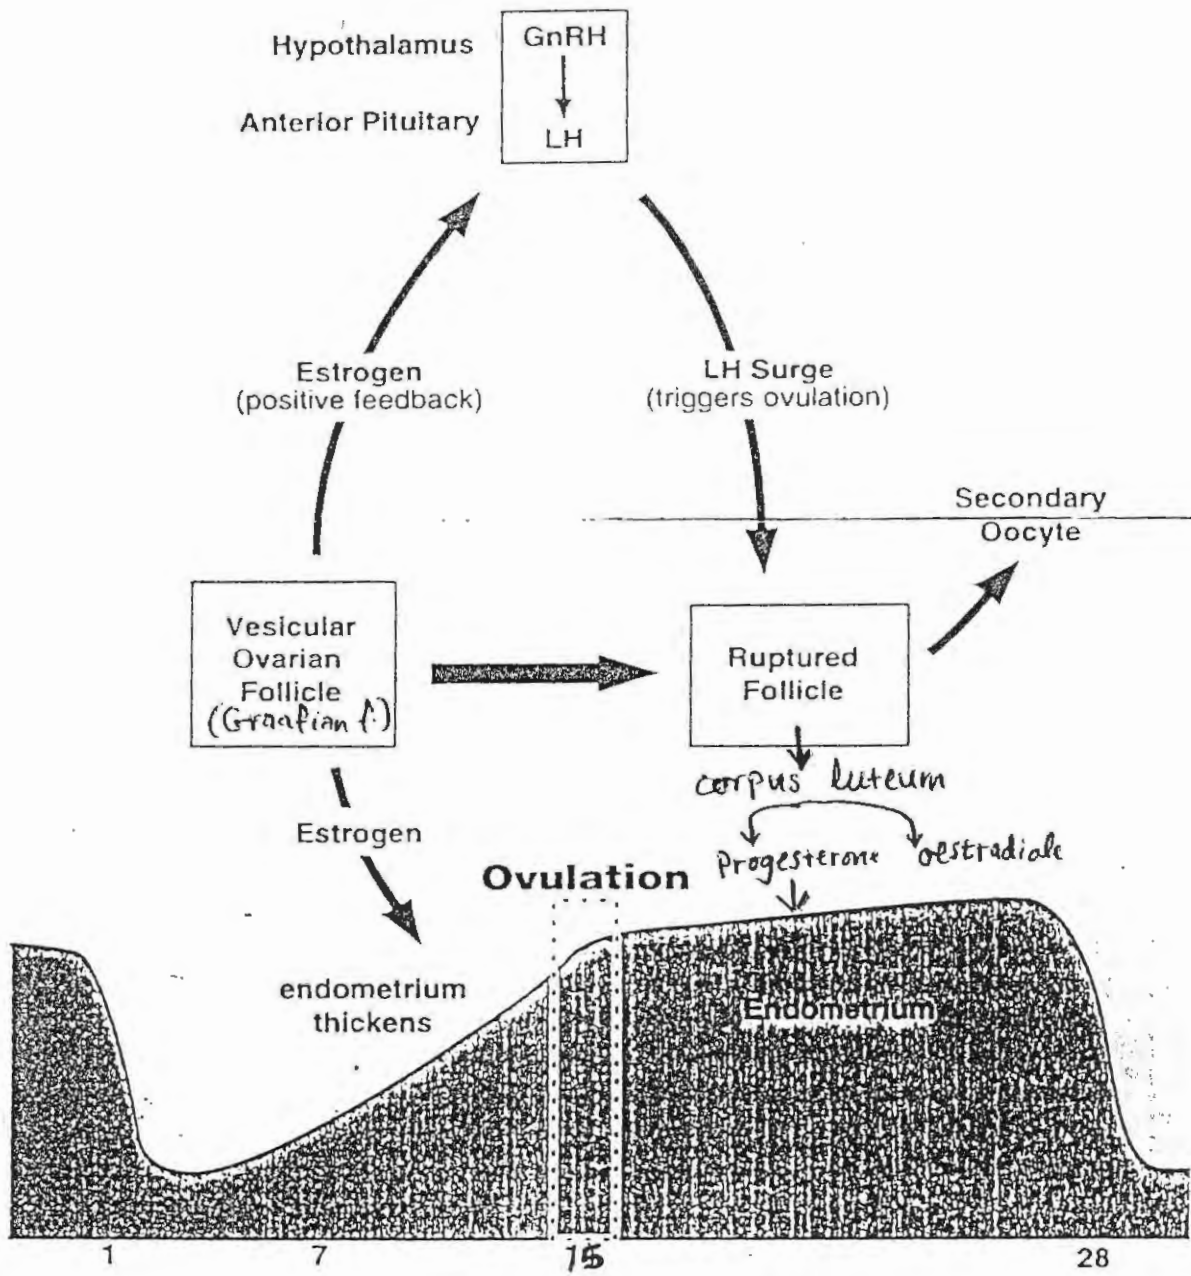 Hypothalamus
GnRH
Anterior Pituitary
LH
Estrogen
(positive feedback)
LH Surge
(triggers ovulation)
Secondary
Oocyte
Vesicular
Ovarian
Follicle
(Graafian f.)
Ruptured
Follicle
corpus luteum
Estrogen
progesterone oestradiale
Ovulation
endometrium
thickens
Endometrium
1 7 15 28